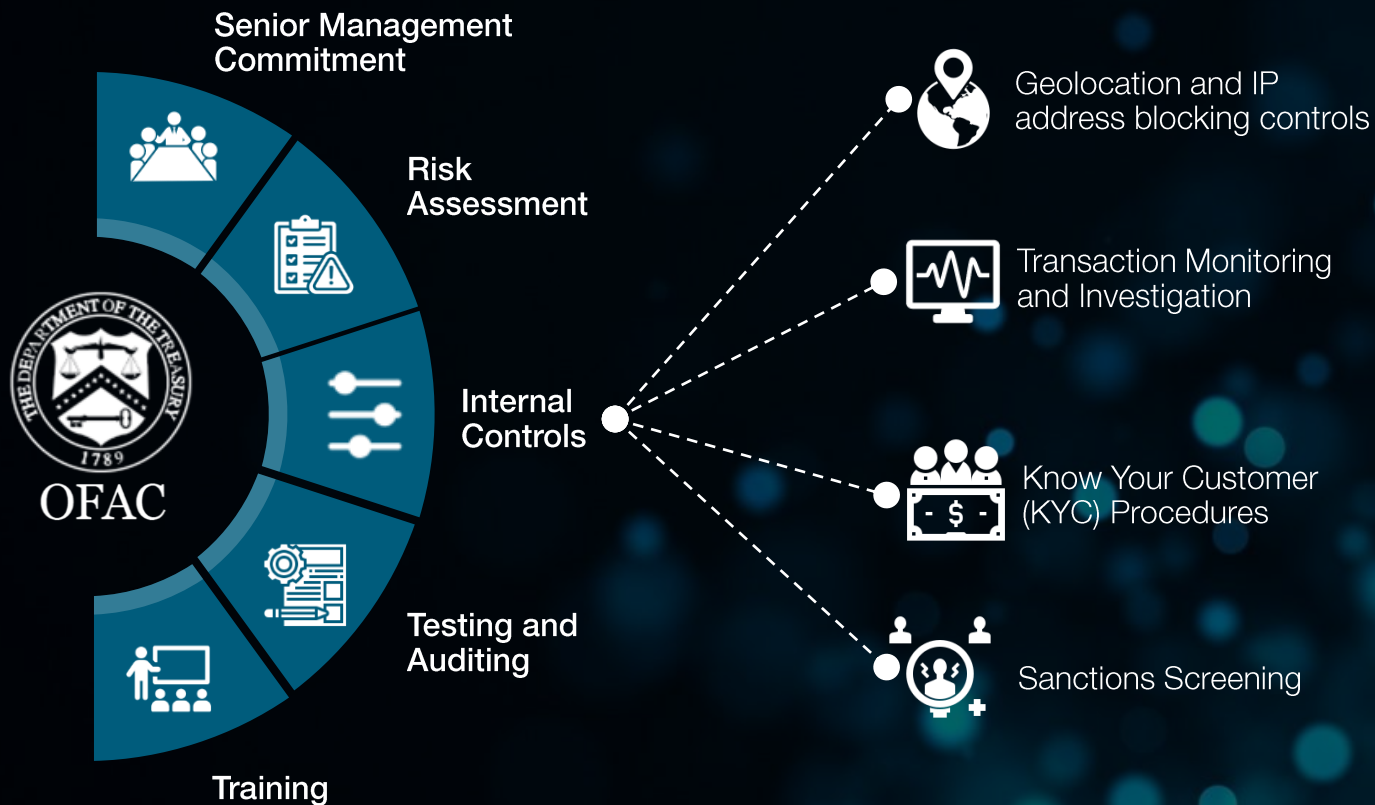 Senior Management
Commitment
Risk
Assessment
Internal
Controls
Testing and
Auditing
Training
THE DEPARTMENT OF THE TREASURY
1789
OFAC
Geolocation and IP
address blocking controls
Transaction Monitoring
and Investigation
$
Know Your Customer
(KYC) Procedures
Sanctions Screening